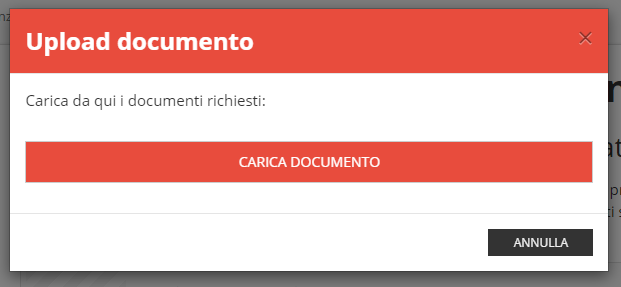 Upload documento
×
Carica da qui i documenti richiesti:
CARICA DOCUMENTO
ANNULLA